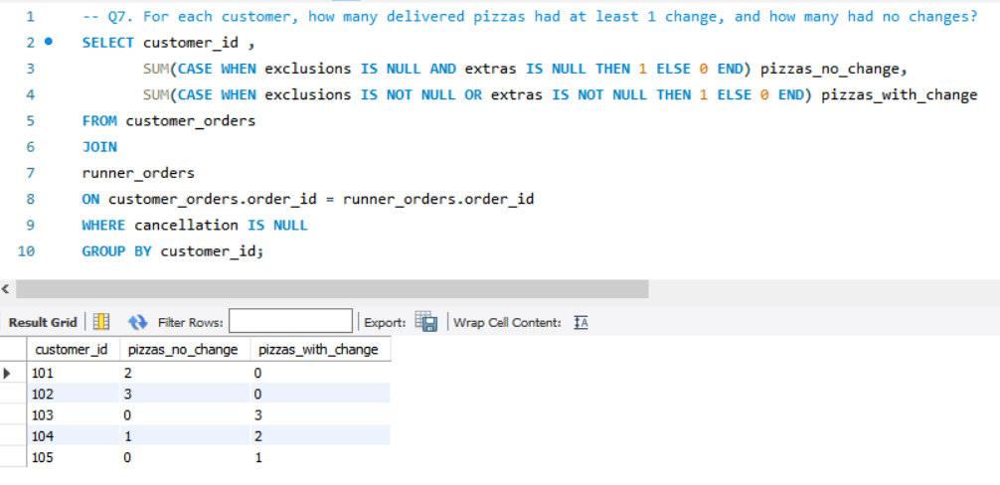 1 -- Q7. For each customer, how many delivered pizzas had at least 1 change, and how many had no changes?
2 SELECT customer_id ,
3 SUM(CASE WHEN exclusions IS NULL AND extras IS NULL THEN 1 ELSE 0 END) pizzas_no_change,
4 SUM(CASE WHEN exclusions IS NOT NULL OR extras IS NOT NULL THEN 1 ELSE 0 END) pizzas_with_change
5 FROM customer_orders
6 JOIN
7 runner_orders
8 ON customer_orders.order_id = runner_orders.order_id
9 WHERE cancellation IS NULL
10 GROUP BY customer_id;
Result Grid Filter Rows: Export: Wrap Cell Content:
customer_id pizzas_no_change pizzas_with_change
101 2 0
102 3 0
103 0 3
104 1 2
105 0 1